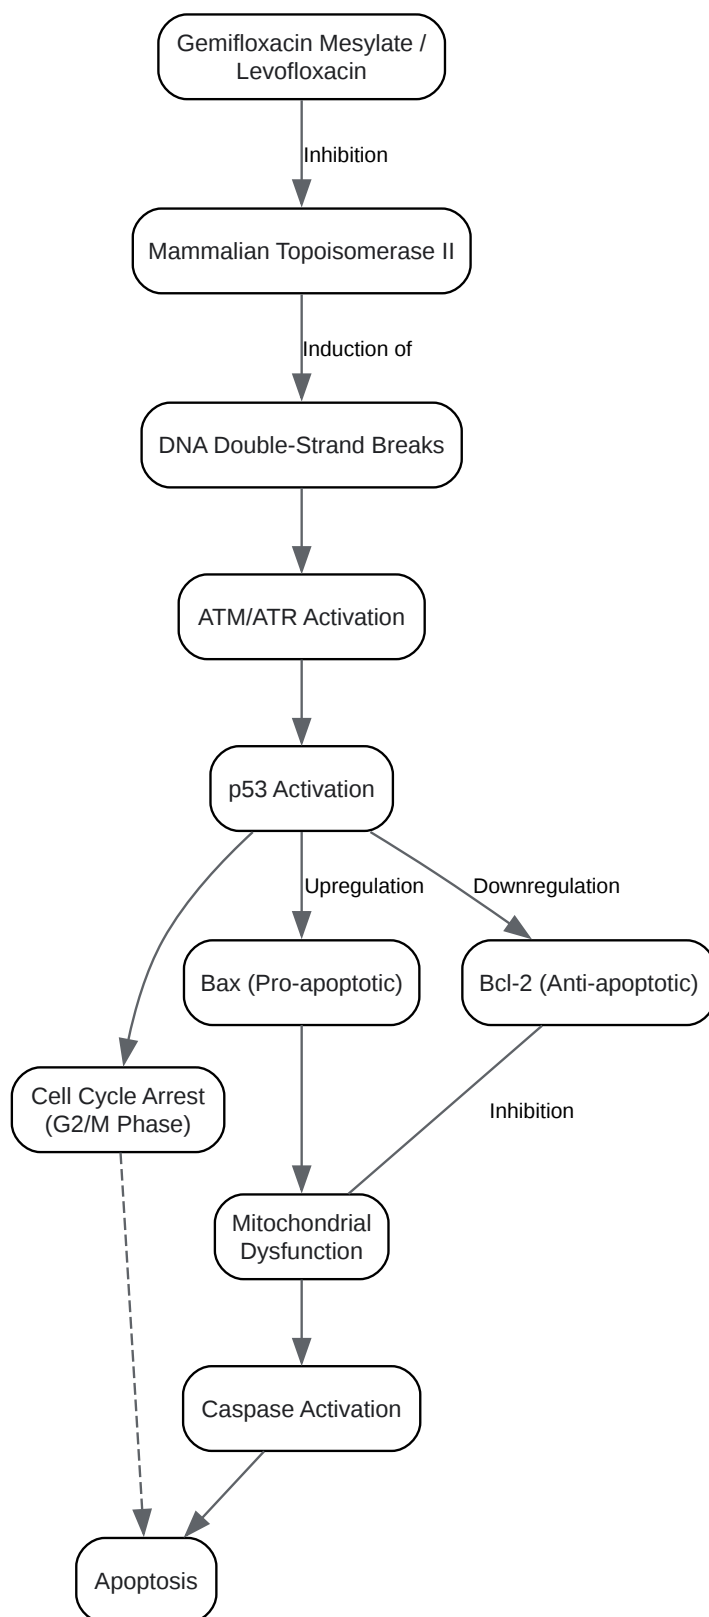 Gemifloxacin Mesylate /
Levofloxacin
Inhibition
Mammalian Topoisomerase II
Induction of
DNA Double-Strand Breaks
ATM/ATR Activation
p53 Activation
Upregulation
Downregulation
Bax (Pro-apoptotic)
Bcl-2 (Anti-apoptotic)
Cell Cycle Arrest
(G2/M Phase)
Inhibition
Mitochondrial
Dysfunction
Caspase Activation
Apoptosis